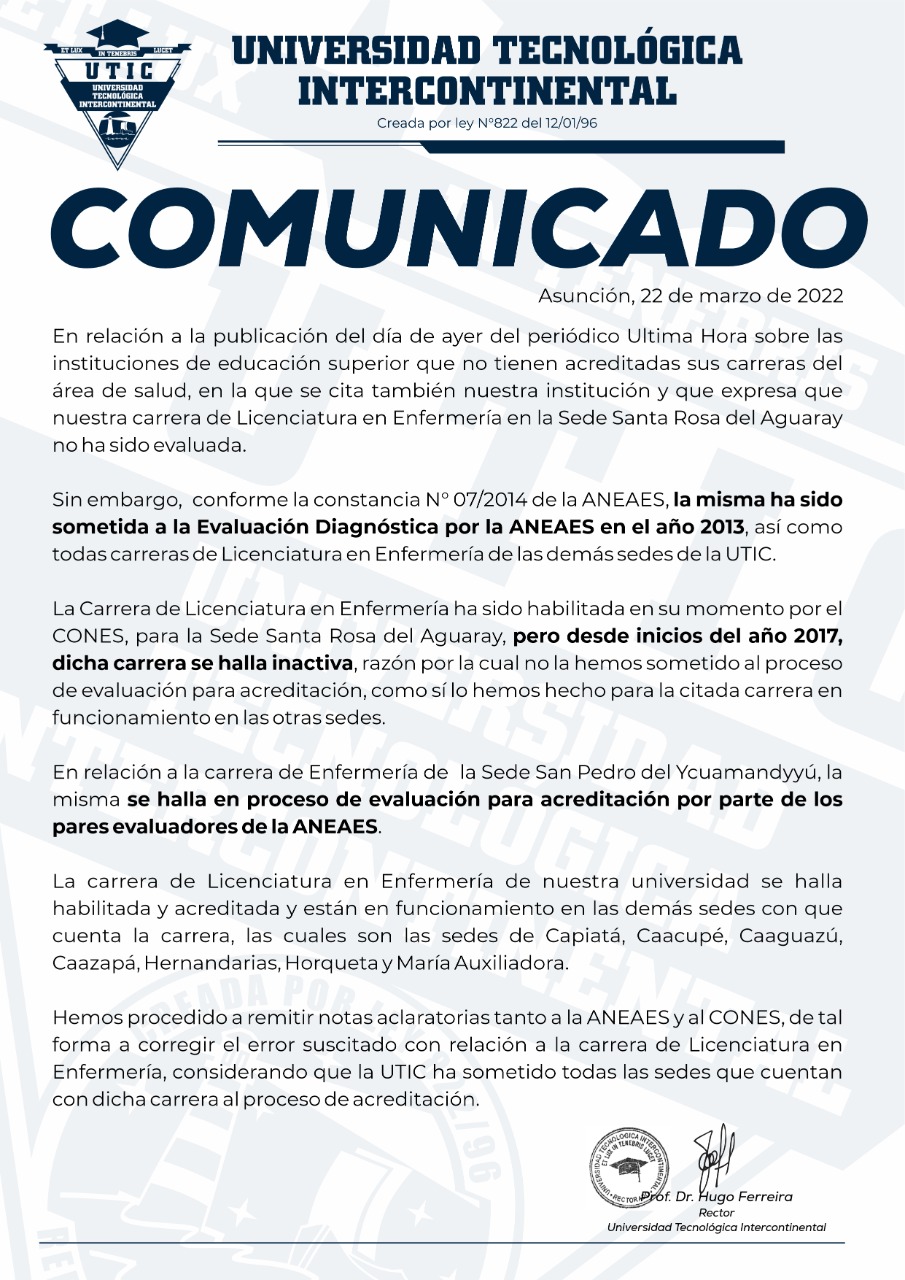 ET LUX IN TENEBRIS LUCET
UTIC
UNIVERSIDAD
TECNOLÓGICA
INTERCONTINENTAL
UNIVERSIDAD TECNOLÓGICA
INTERCONTINENTAL
Creada por ley N°822 del 12/01/96
COMUNICADO
Asunción, 22 de marzo de 2022
En relación a la publicación del día de ayer del periódico Ultima Hora sobre las
instituciones de educación superior que no tienen acreditadas sus carreras del
área de salud, en la que se cita también nuestra institución y que expresa que
nuestra carrera de Licenciatura en Enfermería en la Sede Santa Rosa del Aguaray
no ha sido evaluada.
Sin embargo, conforme la constancia N° 07/2014 de la ANEAES, la misma ha sido
sometida a la Evaluación Diagnóstica por la ANEAES en el año 2013, así como
todas carreras de Licenciatura en Enfermería de las demás sedes de la UTIC.
La Carrera de Licenciatura en Enfermería ha sido habilitada en su momento por el
CONES, para la Sede Santa Rosa del Aguaray, pero desde inicios del año 2017,
dicha carrera se halla inactiva, razón por la cual no la hemos sometido al proceso
de evaluación para acreditación, como sí lo hemos hecho para la citada carrera en
funcionamiento en las otras sedes.
En relación a la carrera de Enfermería de la Sede San Pedro del Ycuamandyyú, la
misma se halla en proceso de evaluación para acreditación por parte de los
pares evaluadores de la ANEAES.
La carrera de Licenciatura en Enfermería de nuestra universidad se halla
habilitada y acreditada y están en funcionamiento en las demás sedes con que
cuenta la carrera, las cuales son las sedes de Capiatá, Caacupé, Caaguazú,
Caazapá, Hernandarias, Horqueta y María Auxiliadora.
Hemos procedido a remitir notas aclaratorias tanto a la ANEAES y al CONES, de tal
forma a corregir el error suscitado con relación a la carrera de Licenciatura en
Enfermería, considerando que la UTIC ha sometido todas las sedes que cuentan
con dicha carrera al proceso de acreditación.
UNIVERSIDAD TECNOLOGICA INTERCONTINENTAL
ET LUX IN TENEBRIS LUCET
Prof. Dr. Hugo Ferreira
Rector
Universidad Tecnológica Intercontinental